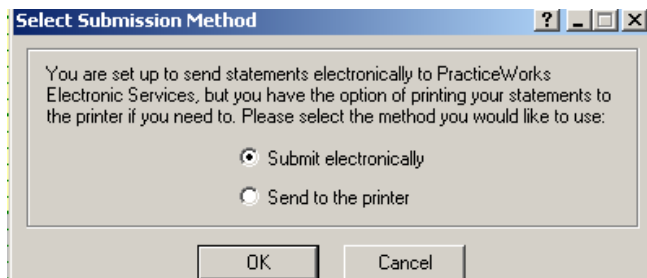 Select Submission Method
You are set up to send statements electronically to PracticeWorks
Electronic Services, but you have the option of printing your statements to
the printer if you need to. Please select the method you would like to use:
Submit electronically
Send to the printer
OK Cancel